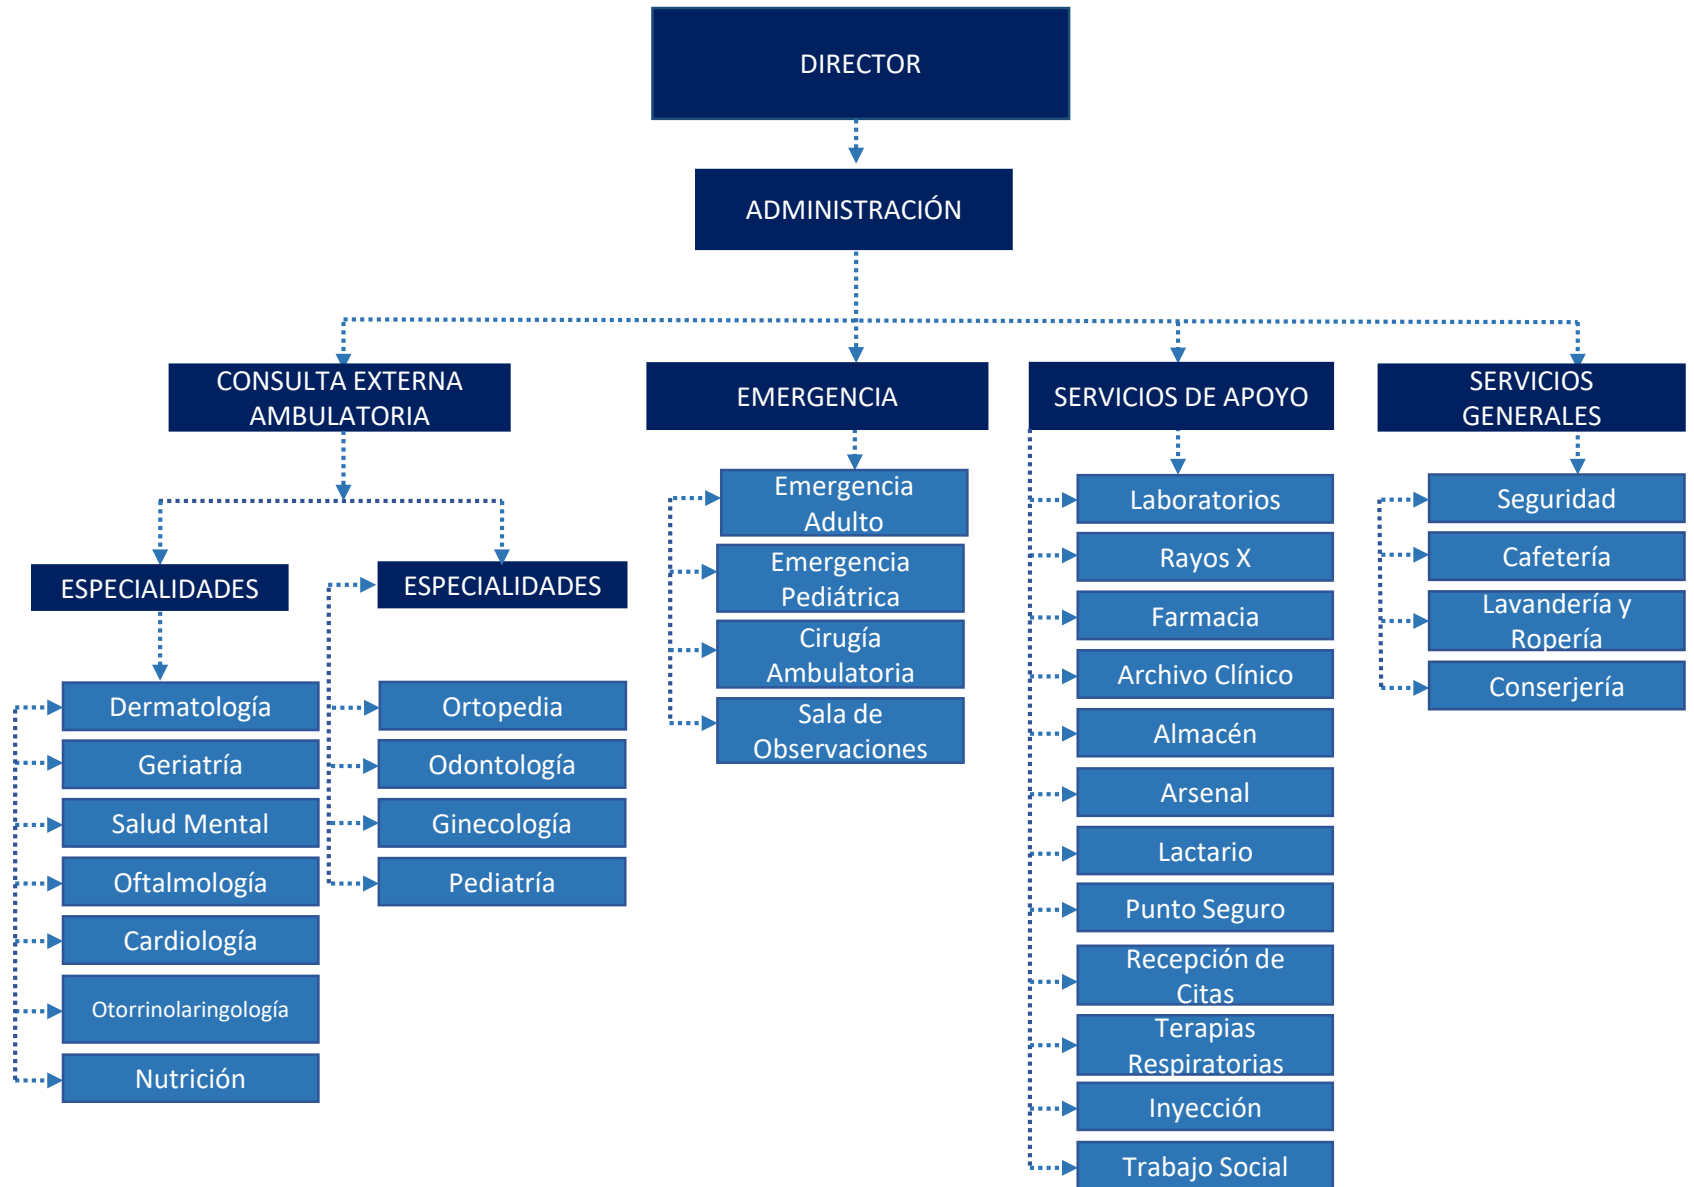 DIRECTOR
ADMINISTRACIÓN
CONSULTA EXTERNA
AMBULATORIA
EMERGENCIA
SERVICIOS DE APOYO
SERVICIOS
GENERALES
ESPECIALIDADES
Dermatología
Geriatría
Salud Mental
Oftalmología
Cardiología
Otorrinolaringología
Nutrición
ESPECIALIDADES
Ortopedia
Odontología
Ginecología
Pediatría
Emergencia
Adulto
Emergencia
Pediátrica
Cirugía
Ambulatoria
Sala de
Observaciones
Laboratorios
Rayos X
Farmacia
Archivo Clínico
Almacén
Arsenal
Lactario
Punto Seguro
Recepción de
Citas
Terapias
Respiratorias
Inyección
Trabajo Social
Seguridad
Cafetería
Lavandería y
Ropería
Conserjería